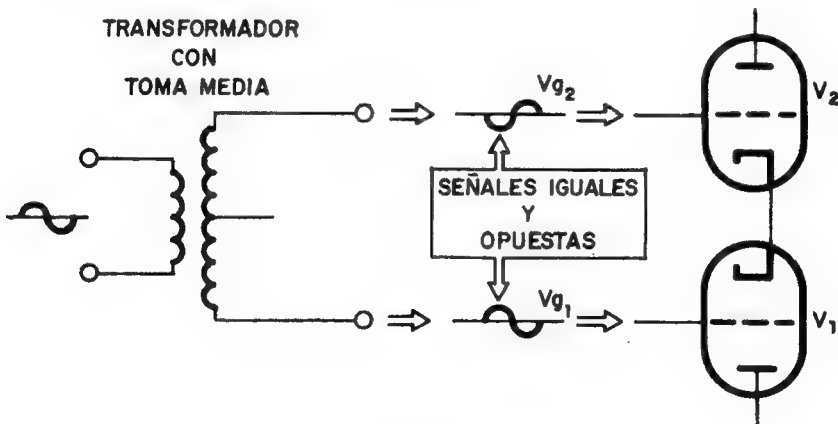 TRANSFORMADOR
CON
TOMA MEDIA
Vg2
V2
SEÑALES IGUALES
Y
OPUESTAS
Vg1
V1